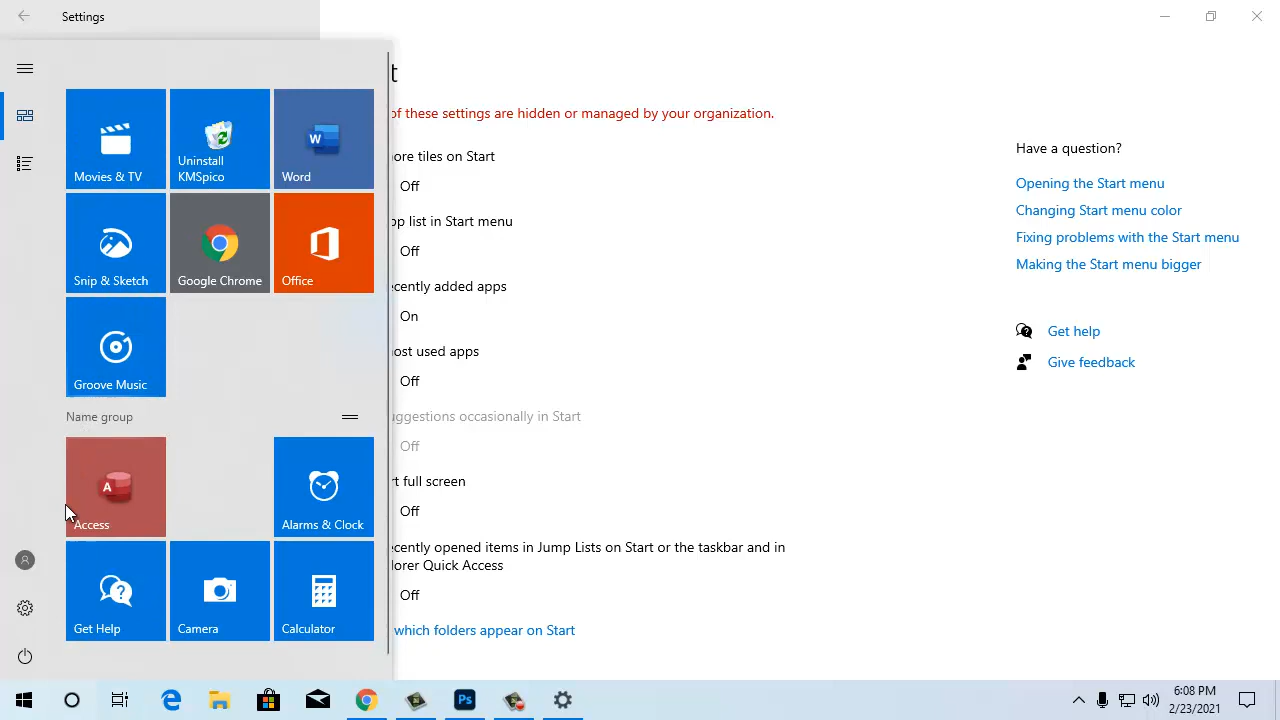 Settings
Movies & TV
Uninstall
KMSpico
Word
Snip & Sketch
Google Chrome
Office
Groove Music
Name group
Access
Alarms & Clock
Get Help
Camera
Calculator
t
of these settings are hidden or managed by your organization.
ore tiles on Start
Off
pp list in Start menu
Off
ecently added apps
On
ost used apps
Off
uggestions occasionally in Start
Off
rt full screen
Off
ecently opened items in Jump Lists on Start or the taskbar and in
lorer Quick Access
Off
which folders appear on Start
Have a question?
Opening the Start menu
Changing Start menu color
Fixing problems with the Start menu
Making the Start menu bigger
Get help
Give feedback
Ps
6:08 PM
2/23/2021